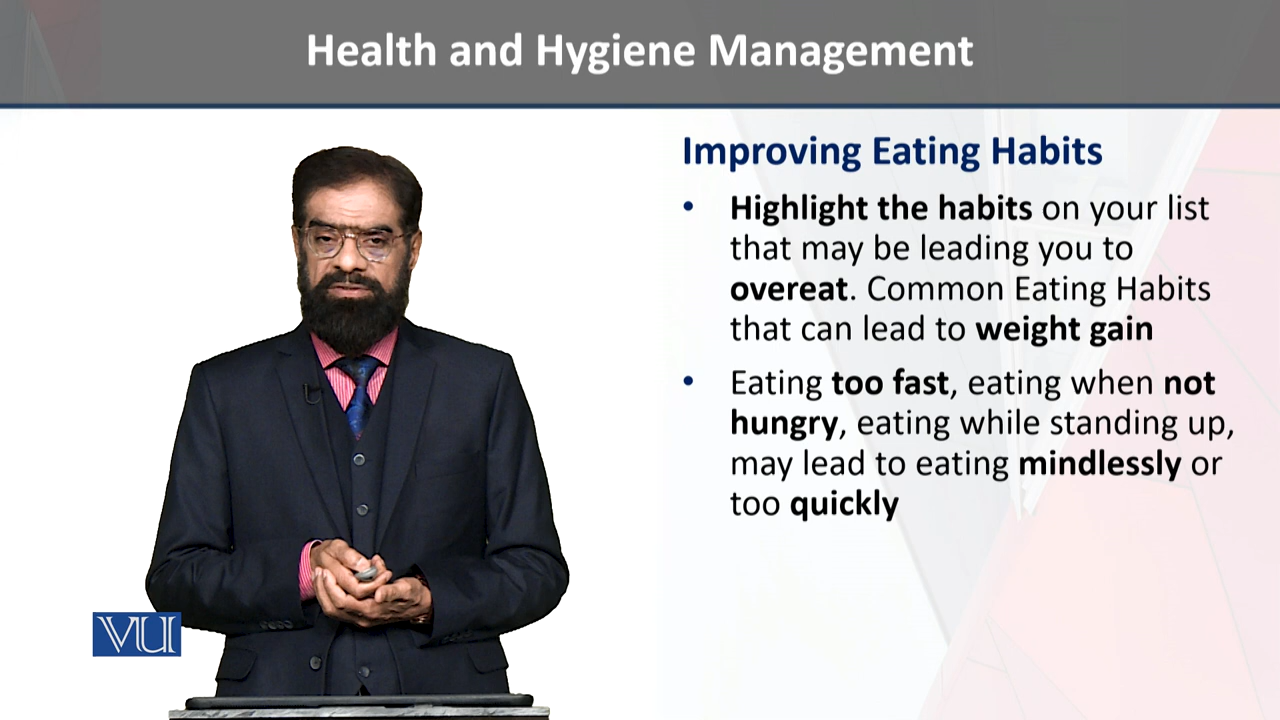 Health and Hygiene Management
Improving Eating Habits
• Highlight the habits on your list
that may be leading you to
overeat. Common Eating Habits
that can lead to weight gain
• Eating too fast, eating when not
hungry, eating while standing up,
may lead to eating mindlessly or
too quickly
VU